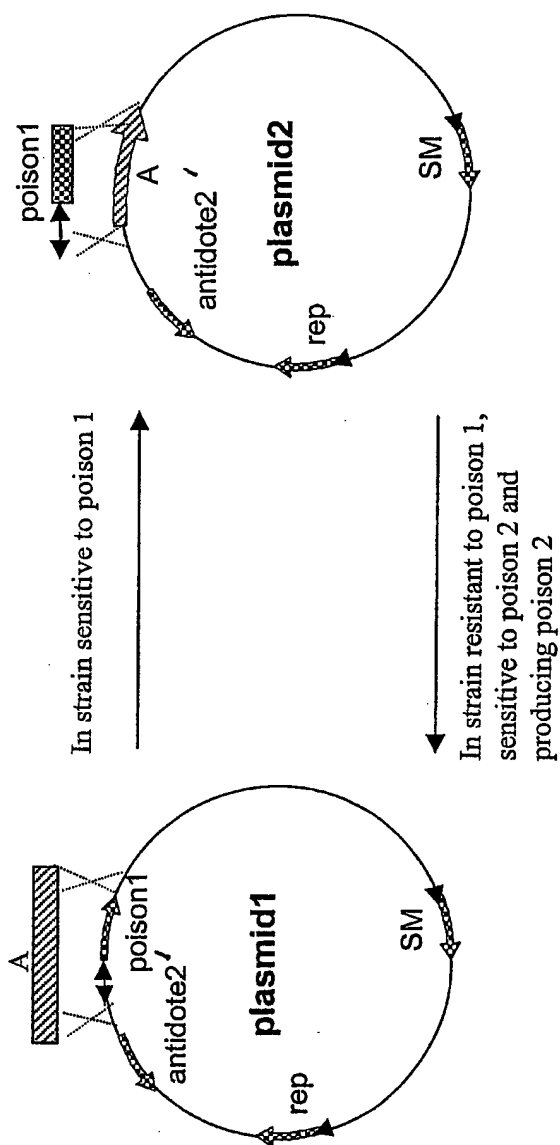 A
poison1
antidote2′
plasmid1
rep
SM
In strain sensitive to poison 1
In strain resistant to poison 1,
sensitive to poison 2 and
producing poison 2
poison1
A
antidote2′
plasmid2
rep
SM